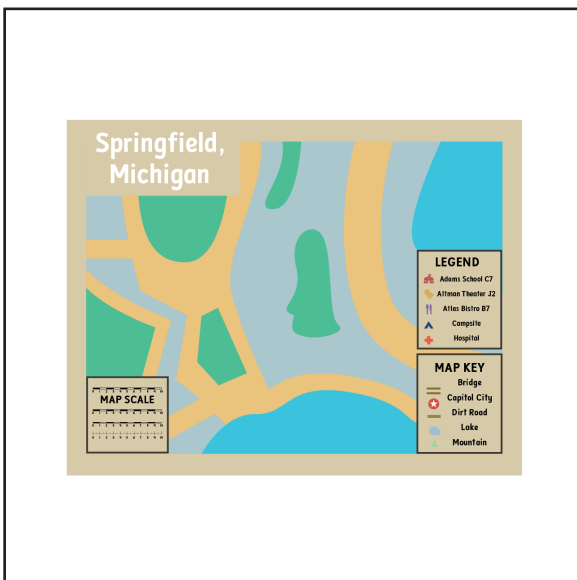 Springfield,
Michigan
LEGEND
Adams School C7
Altman Theater J2
Atlas Bistro B7
Campsite
Hospital
MAP KEY
Bridge
Capitol City
Dirt Road
Lake
Mountain
MAP SCALE